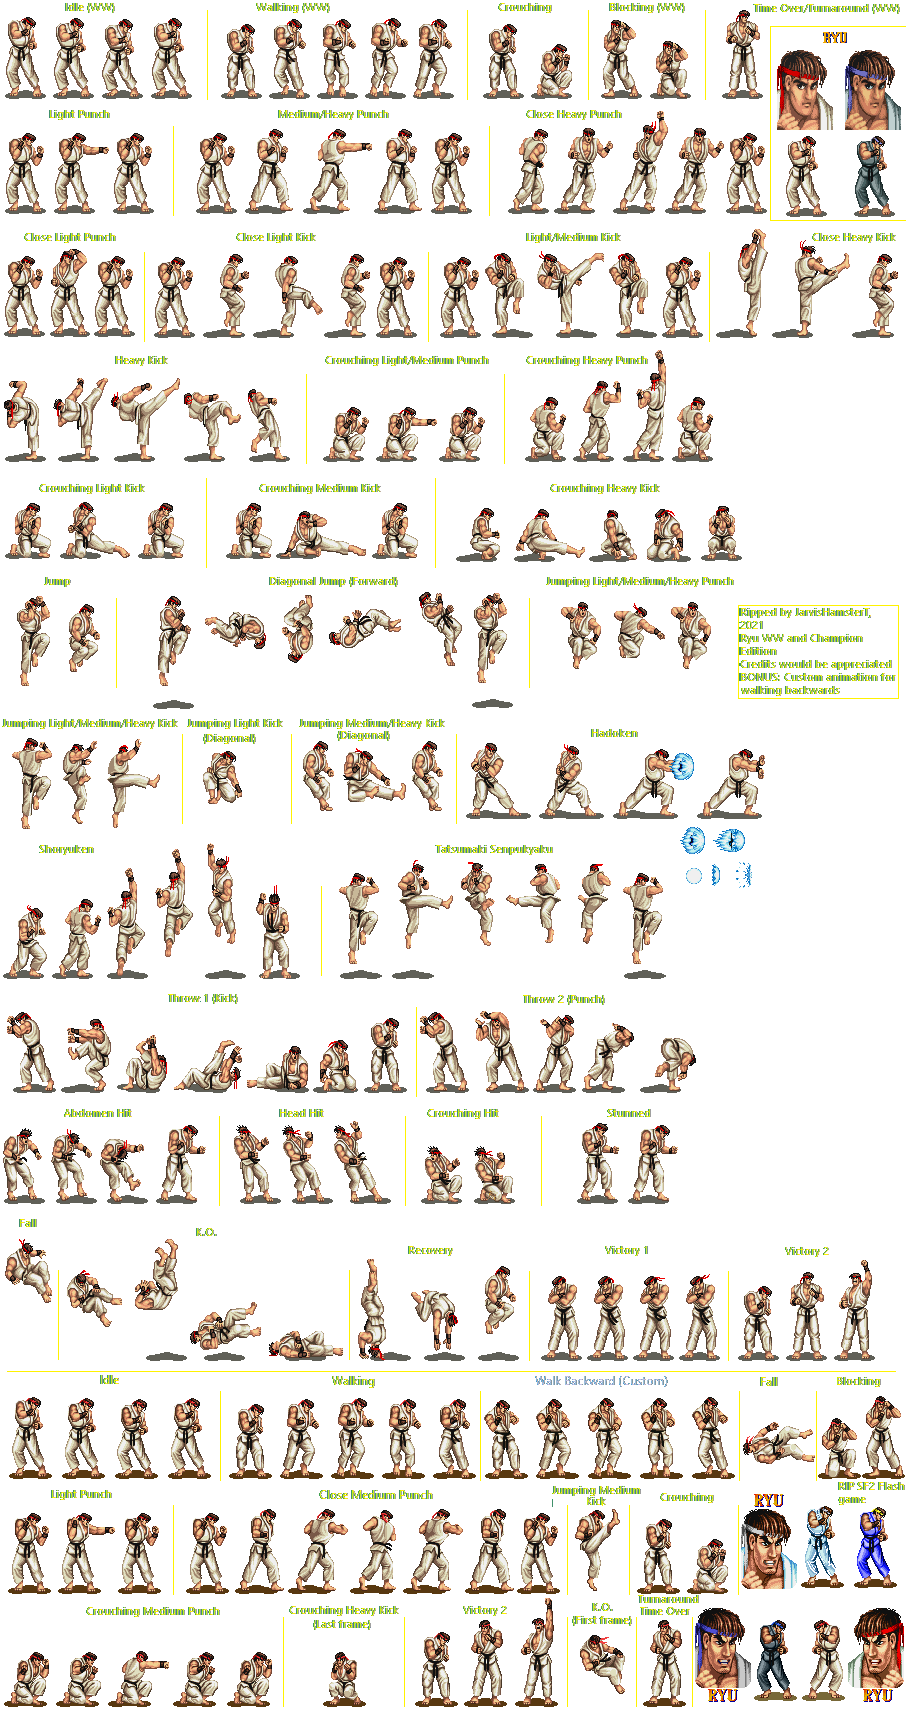 Idle (WW)
Walking (WW)
Crouching
Blocking (WW)
Time Over/Turnaround (WW)
RYU
Light Punch
Medium/Heavy Punch
Close Heavy Punch
Close Light Punch
Close Light Kick
Light/Medium Kick
Close Heavy Kick
Heavy Kick
Crouching Light/Medium Punch
Crouching Heavy Punch
Crouching Light Kick
Crouching Medium Kick
Crouching Heavy Kick
Jump
Diagonal Jump (Forward)
Jumping Light/Medium/Heavy Punch
Ripped by JarvisHamsterT,
2021
Ryu WW and Champion
Edition
Credits would be appreciated
BONUS: Custom animation for
walking backwards
Jumping Light/Medium/Heavy Kick
Jumping Light Kick
(Diagonal)
Jumping Medium/Heavy Kick
(Diagonal)
Hadoken
Shoryuken
Tatsumaki Senpukyaku
Throw 1 (Kick)
Throw 2 (Punch)
Abdomen Hit
Head Hit
Crouching Hit
Stunned
Fall
K.O.
Recovery
Victory 1
Victory 2
Idle
Walking
Walk Backward (Custom)
Fall
Blocking
Light Punch
Close Medium Punch
Jumping Medium
Kick
Crouching
RYU
RIP SF2 Flash
game
Crouching Medium Punch
Crouching Heavy Kick
(Last frame)
Victory 2
K.O.
(First frame)
Turnaround
Time Over
RYU
RYU